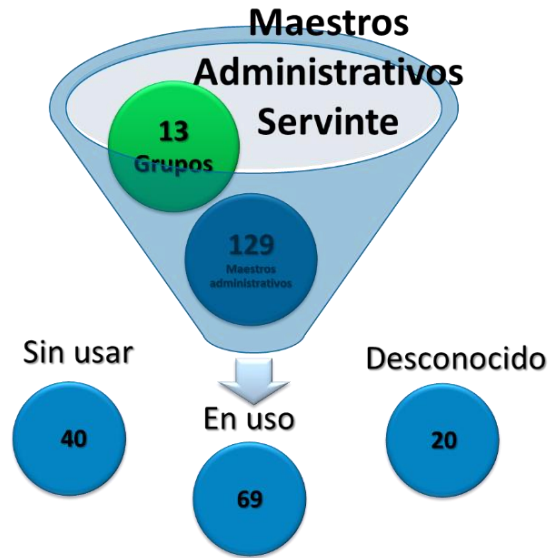 Maestros
Administrativos
Servinte
13
Grupos
129
Maestros
administrativos
Sin usar
40
En uso
69
Desconocido
20